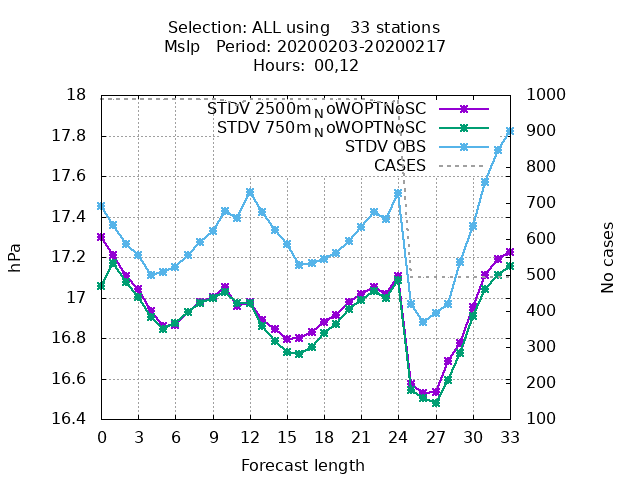 Selection: ALL using 33 stations
Mslp Period: 20200203-20200217
Hours: 00,12
STDV 2500m_NoWOPTNoSC
STDV 750m_NoWOPTNoSC
STDV OBS
CASES
hPa
18
17.8
17.6
17.4
17.2
17
16.8
16.6
16.4
No cases
1000
900
800
700
600
500
400
300
200
100
0 3 6 9 12 15 18 21 24 27 30 33
Forecast length